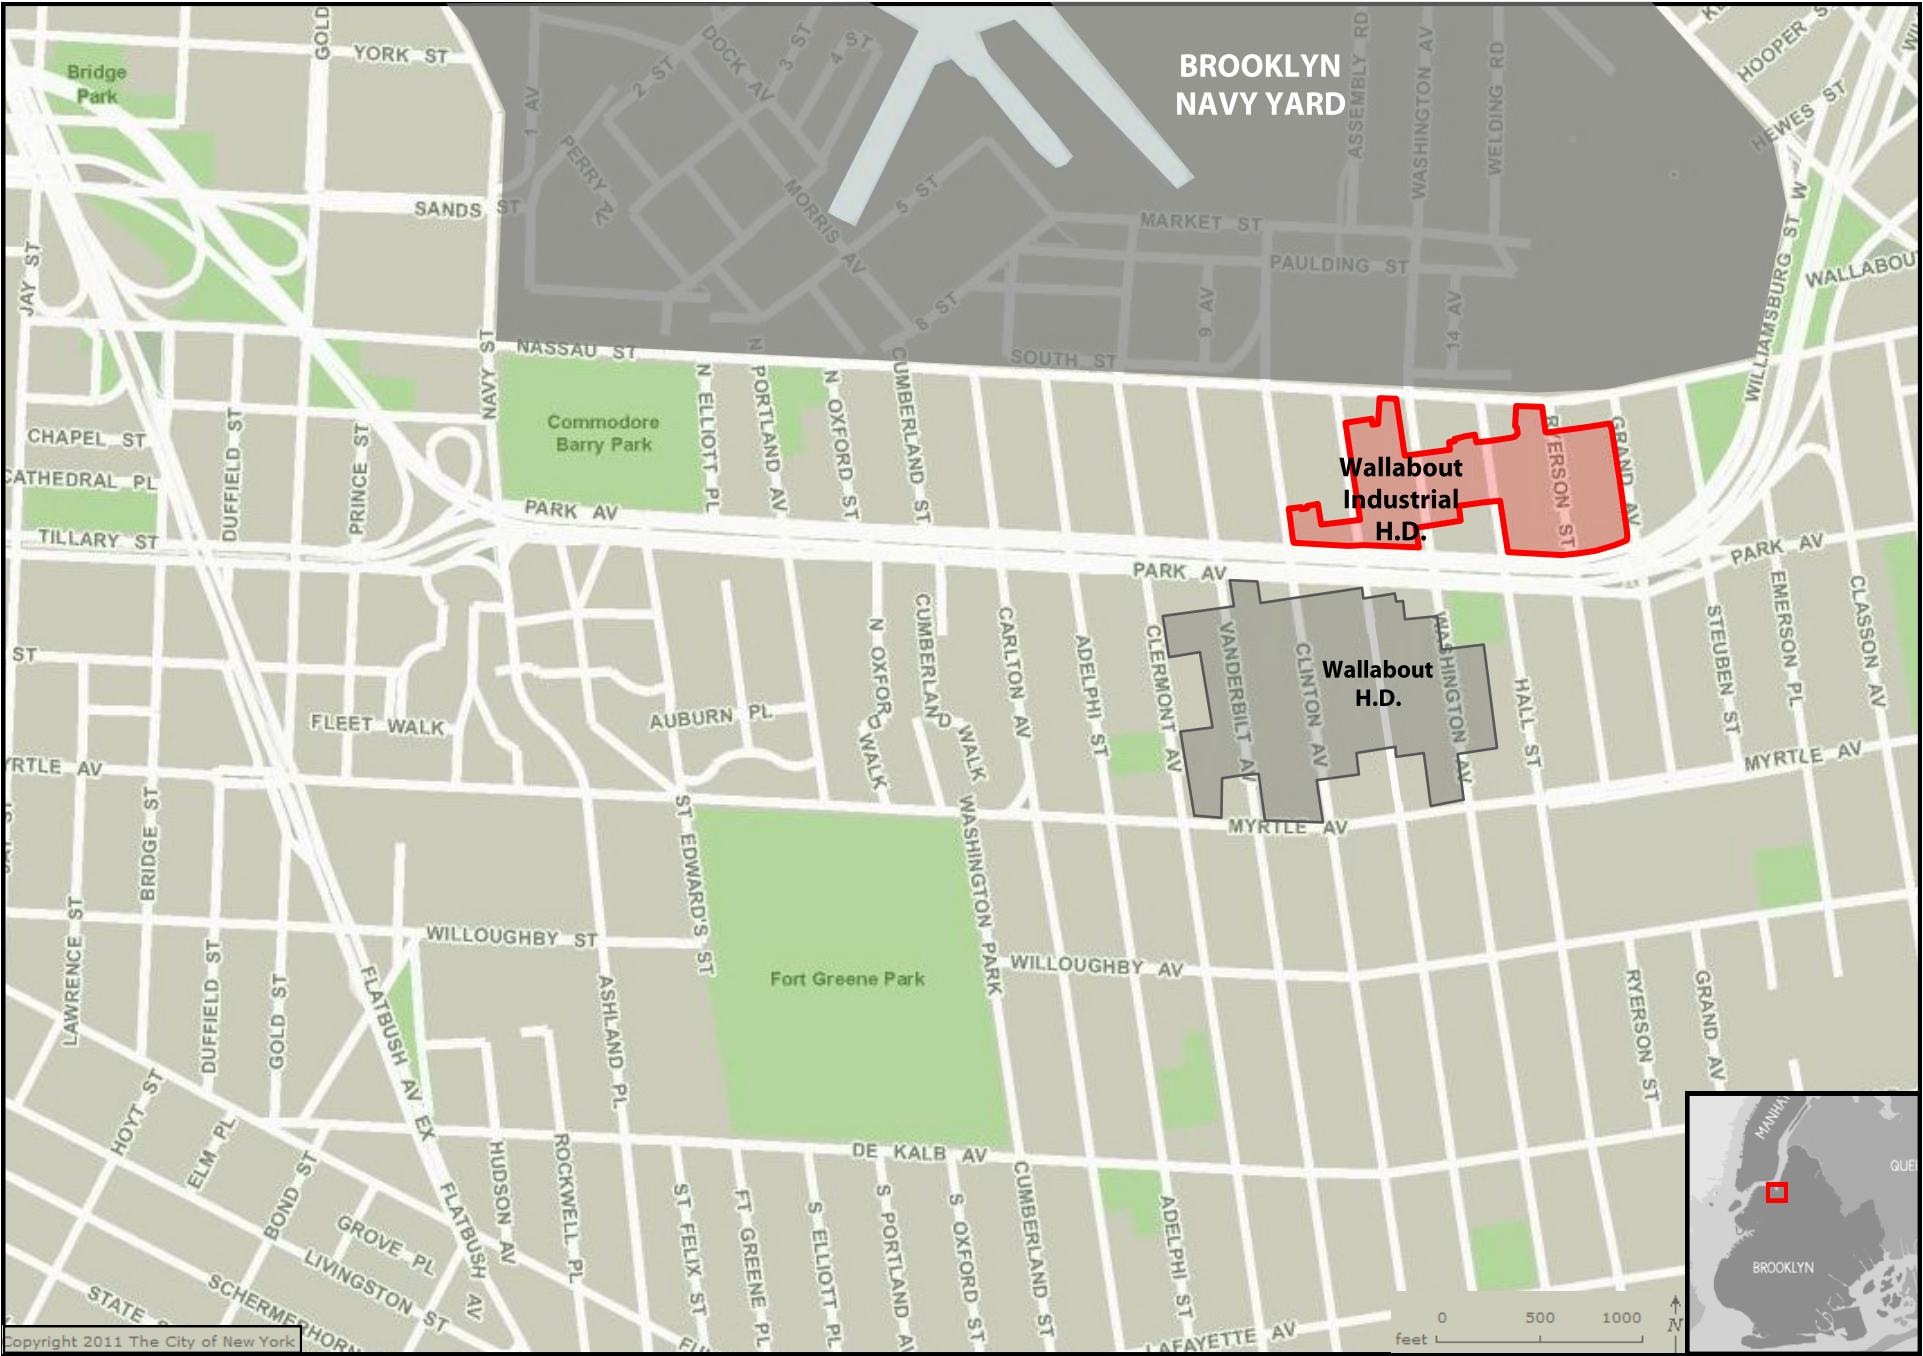 BROOKLYN
NAVY YARD
Bridge
Park
YORK ST
GOLD
1 AV
2 ST
DOCK AV
3 ST
4 ST
PERRY AV
MORRIS AV
5 ST
6 ST
ASSEMBLY RD
WASHINGTON AV
WELDING RD
MARKET ST
PAULDING ST
9 AV
14 AV
SOUTH ST
HOOPER S
HEWES ST
WILLIAMSBURG ST W
WALLABOU
SANDS ST
JAY ST
NAVY ST
NASSAU ST
N ELLIOTT PL
N PORTLAND AV
N OXFORD ST
CUMBERLAND ST
Commodore
Barry Park
CHAPEL ST
CATHEDRAL PL
TILLARY ST
DUFFIELD ST
PRINCE ST
PARK AV
PARK AV
PARK AV
Wallabout
Industrial
H.D.
RYERSON ST
GRAND AV
Wallabout
H.D.
N OXFORD WALK
CUMBERLAND WALK
CARLTON AV
ADELPHI ST
CLERMONT AV
VANDERBILT AV
CLINTON AV
WASHINGTON AV
HALL ST
STEUBEN ST
EMERSON PL
CLASSON AV
ST
FLEET WALK
AUBURN PL
YRTLE AV
MYRTLE AV
MYRTLE AV
BRIDGE ST
LAWRENCE ST
DUFFIELD ST
GOLD ST
WILLOUGHBY ST
WILLOUGHBY AV
FLATBUSH AV EX
ASHLAND PL
ST EDWARD'S ST
WASHINGTON PARK
Fort Greene Park
RYERSON ST
GRAND AV
DE KALB AV
HOYT ST
ELM PL
BOND ST
GROVE PL
LIVINGSTON ST
SCHERMERHORN
STATE S
FLATBUSH AV
HUDSON AV
ROCKWELL PL
ST FELIX ST
FT GREENE PL
S ELLIOTT PL
S PORTLAND A
S OXFORD ST
CUMBERLAND ST
ADELPHI ST
LAFAYETTE AV
FU
0 500 1000
feet
N
MANHA
QUE
BROOKLYN
Copyright 2011 The City of New York